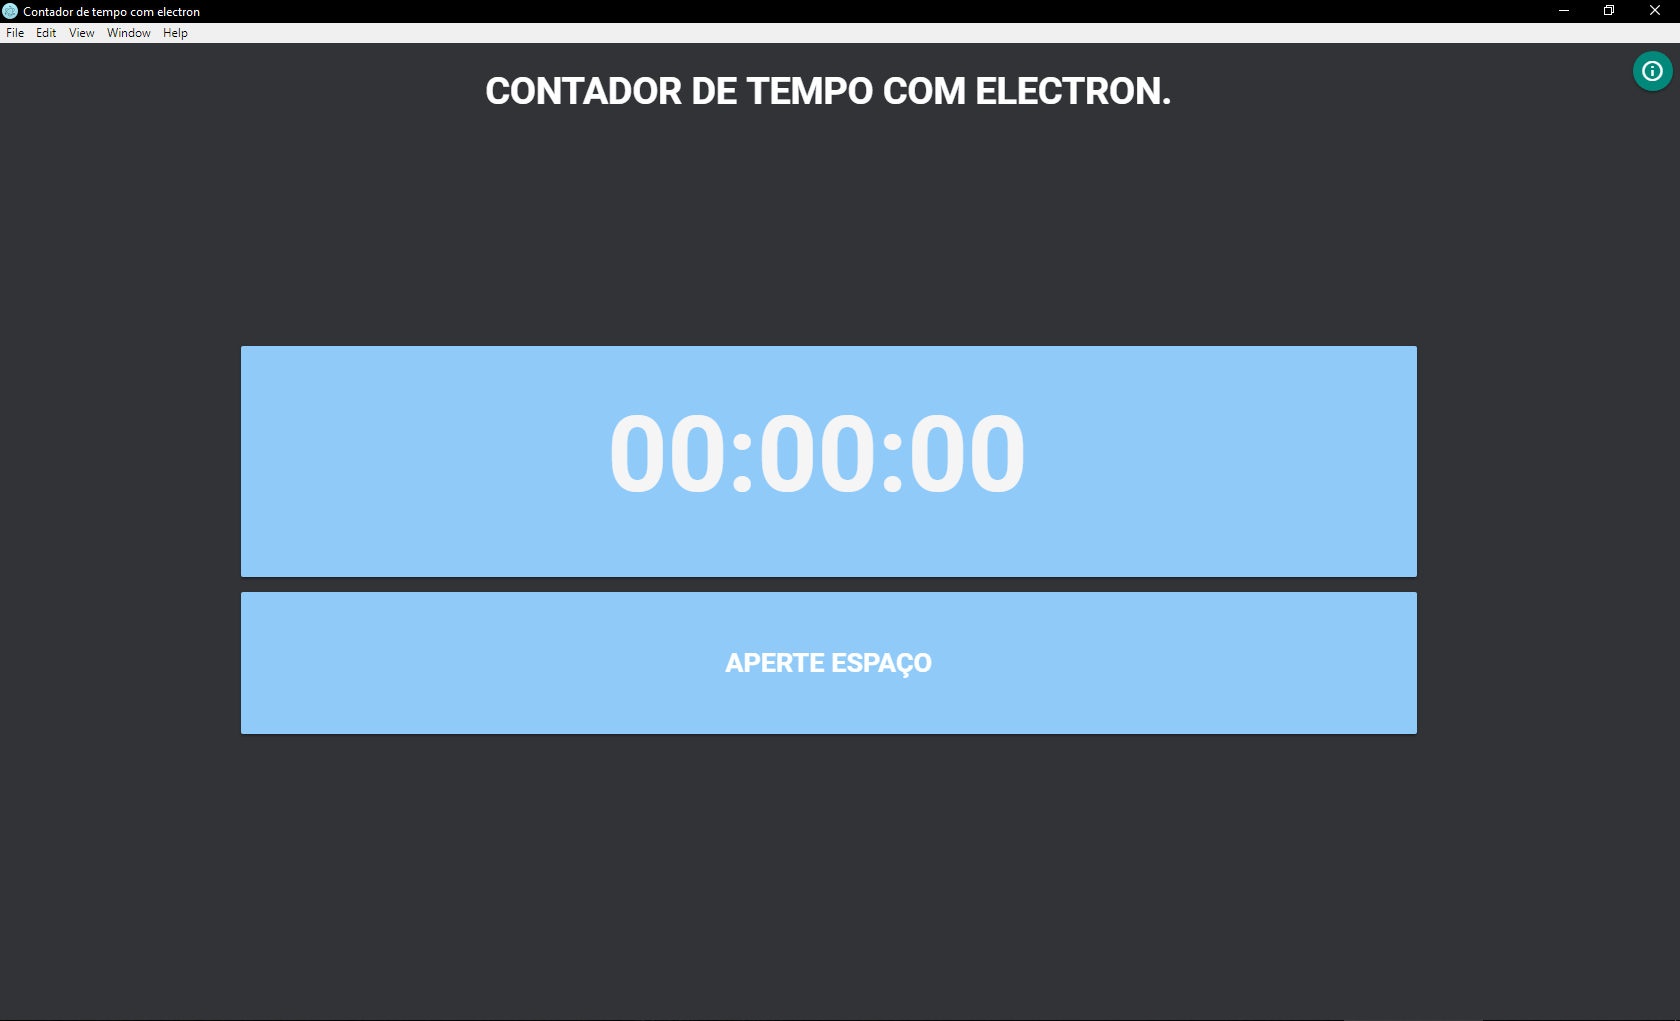 Contador de tempo com electron
File Edit View Window Help
CONTADOR DE TEMPO COM ELECTRON.
00:00:00
APERTE ESPAÇO